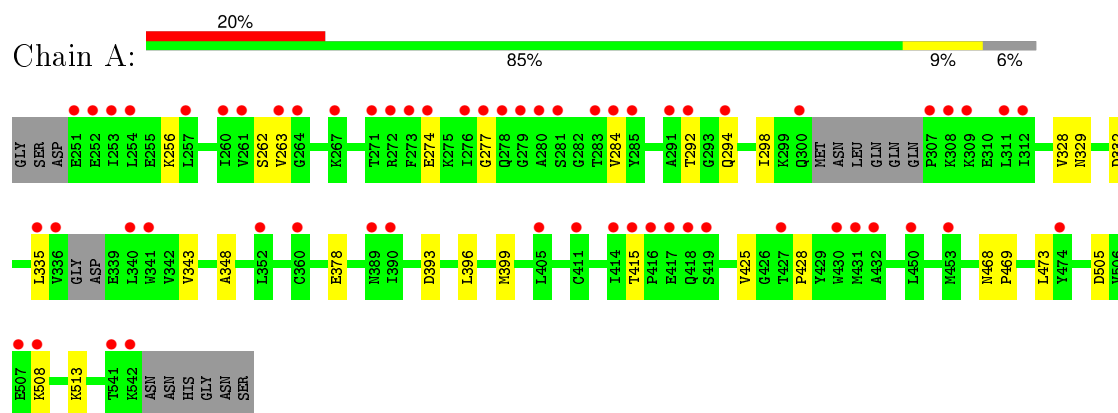 20%
Chain A:
85% 9% 6%
GLY SER ASP E251 E252 I253 L254 E255 K256 L257 I260 V261 S262 V263 G264 K267 T271 R272 F273 E274 K275 I276 G277 Q278 G279 A280 S281 G282 T283 V284 Y285 A291 T292 G293 Q294 I298 K299 Q300 MET ASN LEU GLN GLN GLN P307 K308 K309 E310 L311 I312 V328 N329 D332
L335 V336 GLY ASP E339 L340 W341 V342 V343 A348 L352 C360 E378 N389 I390 D393 L396 M399 L405 C411 I414 T415 P416 E417 Q418 S419 V425 G426 T427 P428 Y429 W430 M431 A432 L450 M453 N468 P469 L473 Y474 D505 V506
E507 K508 K513 T541 K542 ASN ASN HIS GLY ASN SER